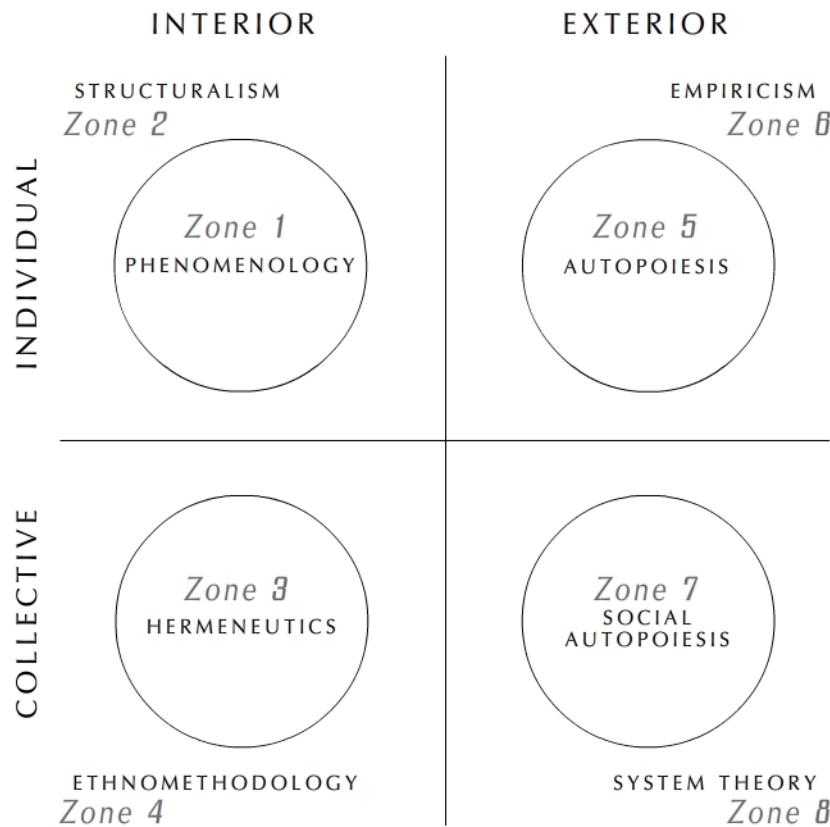 INTERIOR
EXTERIOR
INDIVIDUAL
STRUCTURALISM
Zone 2
Zone 1
PHENOMENOLOGY
EMPIRICISM
Zone 6
Zone 5
AUTOPOIESIS
COLLECTIVE
Zone 3
HERMENEUTICS
ETHNOMETHODOLOGY
Zone 4
Zone 7
SOCIAL
AUTOPOIESIS
SYSTEM THEORY
Zone 8